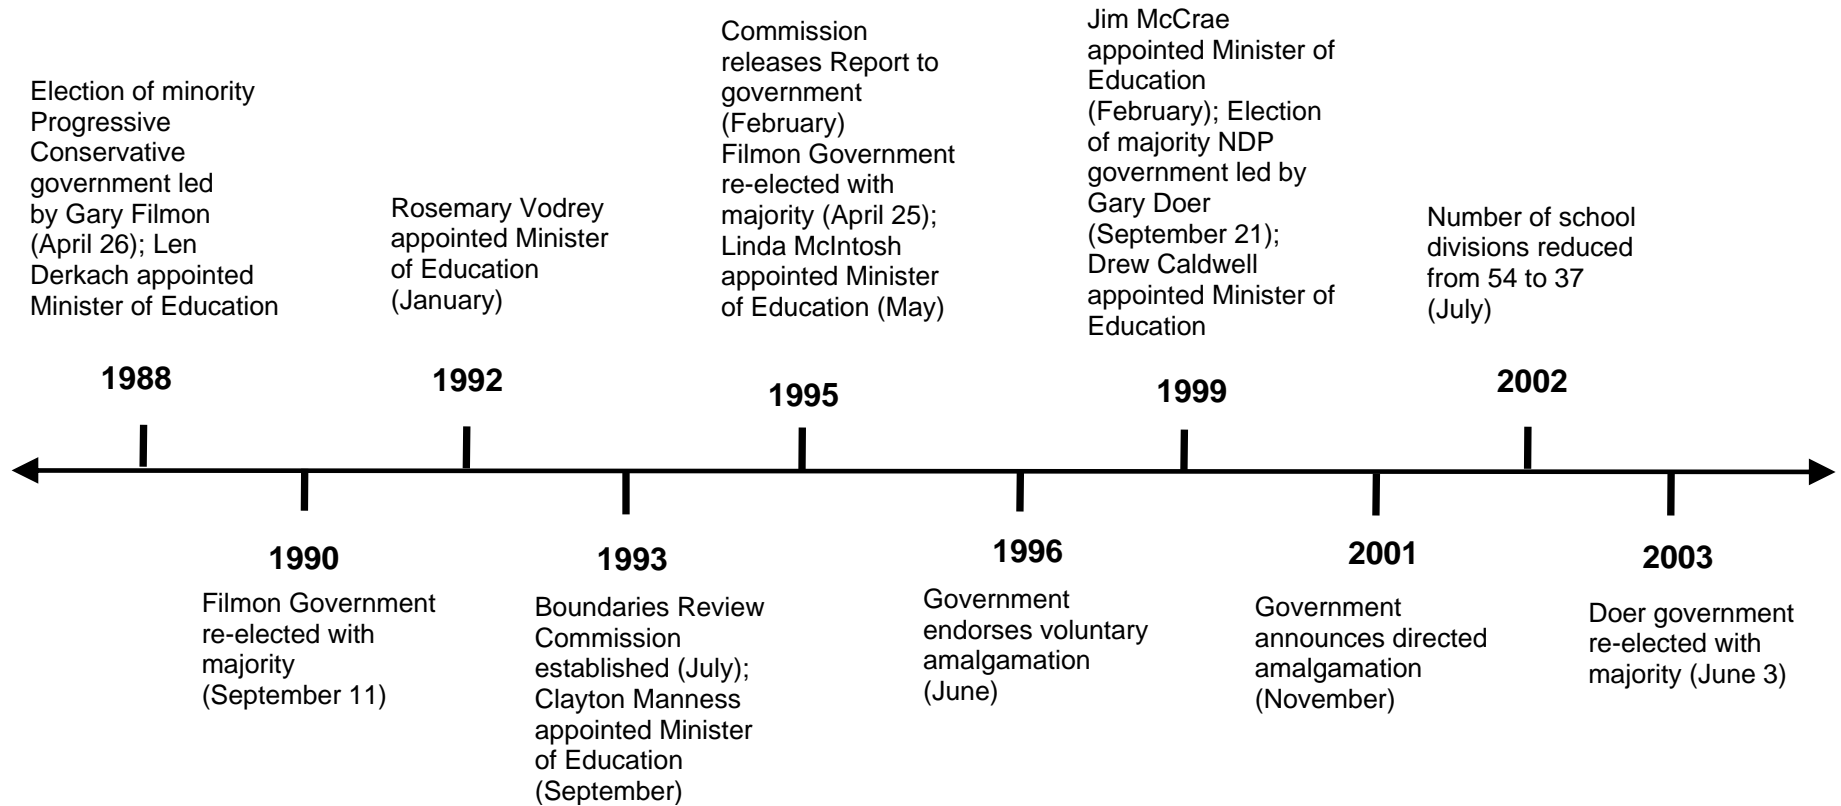 Election of minority
Progressive
Conservative
government led
by Gary Filmon
(April 26); Len
Derkach appointed
Minister of Education
1988
Rosemary Vodrey
appointed Minister
of Education
(January)
1992
Commission
releases Report to
government
(February)
Filmon Government
re-elected with
majority (April 25);
Linda McIntosh
appointed Minister
of Education (May)
1995
Jim McCrae
appointed Minister of
Education
(February); Election
of majority NDP
government led by
Gary Doer
(September 21);
Drew Caldwell
appointed Minister of
Education
1999
Number of school
divisions reduced
from 54 to 37
(July)
2002
1990
Filmon Government
re-elected with
majority
(September 11)
1993
Boundaries Review
Commission
established (July);
Clayton Manness
appointed Minister
of Education
(September)
1996
Government
endorses voluntary
amalgamation
(June)
2001
Government
announces directed
amalgamation
(November)
2003
Doer government
re-elected with
majority (June 3)